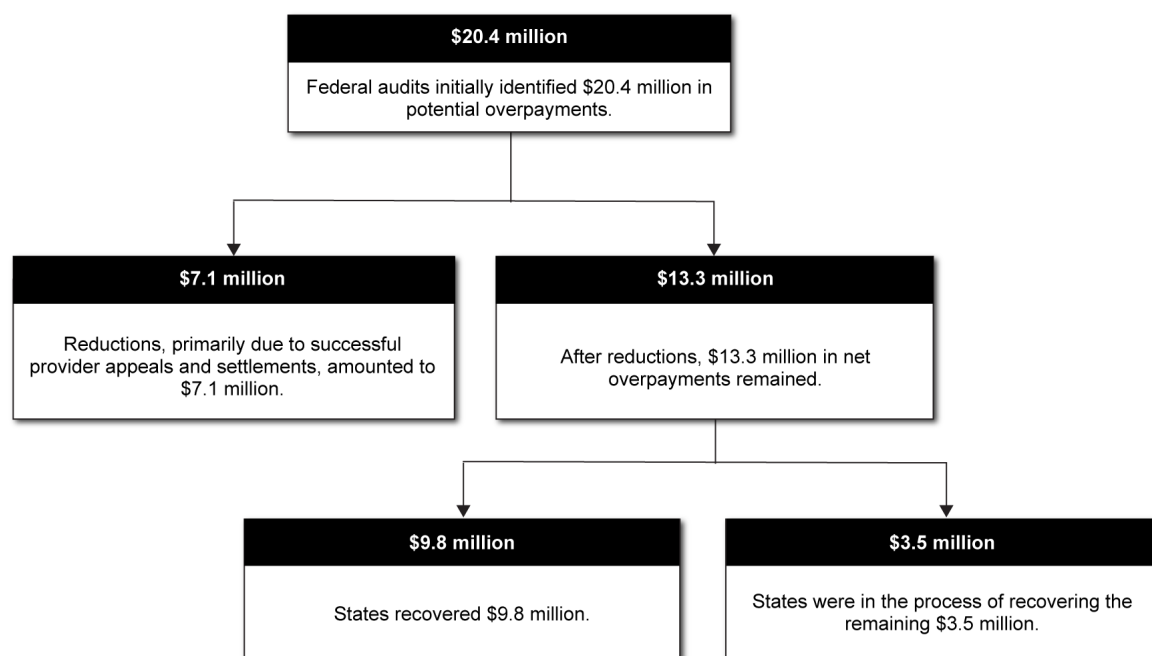 $20.4 million
Federal audits initially identified $20.4 million in
potential overpayments.
$7.1 million
Reductions, primarily due to successful
provider appeals and settlements, amounted to
$7.1 million.
$13.3 million
After reductions, $13.3 million in net
overpayments remained.
$9.8 million
States recovered $9.8 million.
$3.5 million
States were in the process of recovering the
remaining $3.5 million.